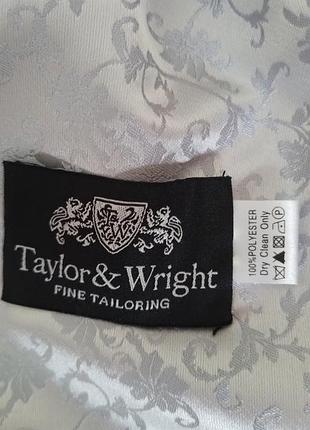 Taylor & Wright
FINE TAILORING
100%POLYESTER
Dry Clean Only
P